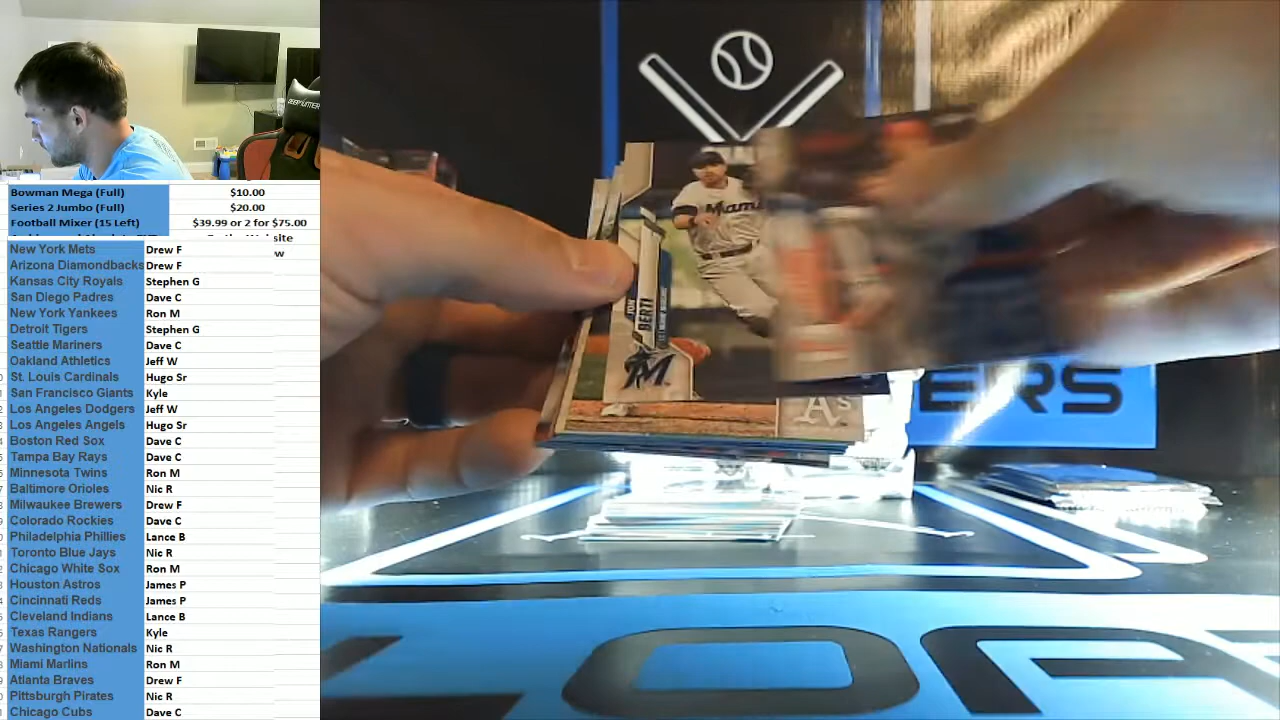 Bowman Mega (Full) $10.00
Series 2 Jumbo (Full) $20.00
Football Mixer (15 Left) $39.99 or 2 for $75.00
New York Mets Drew F
Arizona Diamondbacks Drew F
Kansas City Royals Stephen G
San Diego Padres Dave C
New York Yankees Ron M
Detroit Tigers Stephen G
Seattle Mariners Dave C
Oakland Athletics Jeff W
St. Louis Cardinals Hugo Sr
San Francisco Giants Kyle
Los Angeles Dodgers Jeff W
Los Angeles Angels Hugo Sr
Boston Red Sox Dave C
Tampa Bay Rays Dave C
Minnesota Twins Ron M
Baltimore Orioles Nic R
Milwaukee Brewers Drew F
Colorado Rockies Dave C
Philadelphia Phillies Lance B
Toronto Blue Jays Nic R
Chicago White Sox Ron M
Houston Astros James P
Cincinnati Reds James P
Cleveland Indians Lance B
Texas Rangers Kyle
Washington Nationals Nic R
Miami Marlins Ron M
Atlanta Braves Drew F
Pittsburgh Pirates Nic R
Chicago Cubs Dave C
JON
BERTI
M
A's
ERS